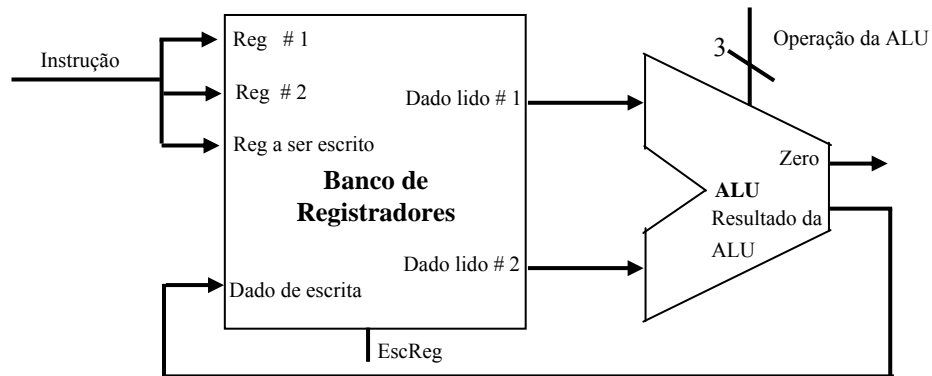 Instrução
Reg # 1
Reg # 2
Reg a ser escrito
Banco de
Registradores
Dado lido # 1
Dado lido # 2
Dado de escrita
EscReg
3
Operação da ALU
Zero
ALU
Resultado da
ALU